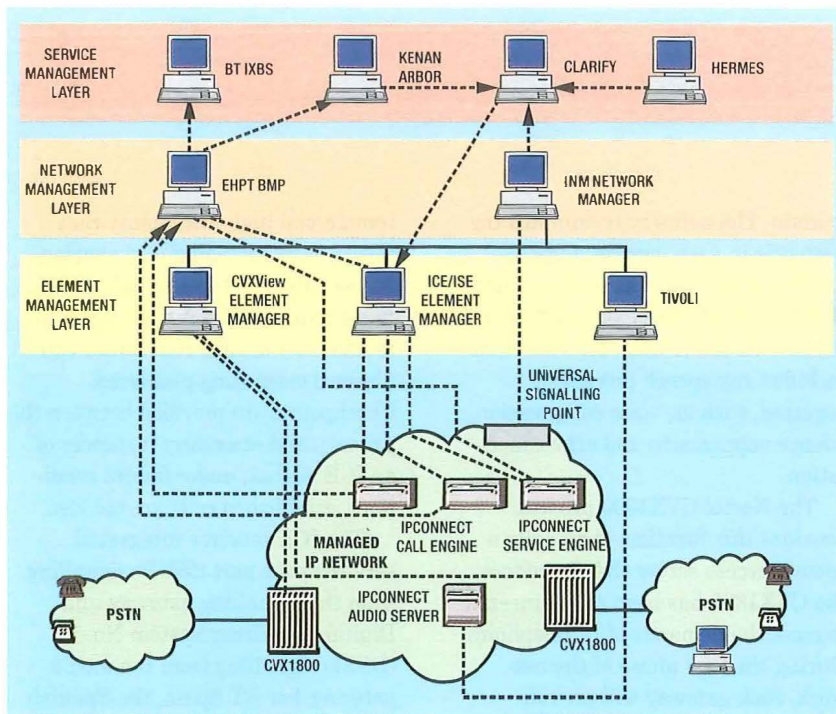 SERVICE
MANAGEMENT
LAYER
BT IXBS
KENAN
ARBOR
CLARIFY
HERMES
NETWORK
MANAGEMENT
LAYER
EHPT BMP
INM NETWORK
MANAGER
ELEMENT
MANAGEMENT
LAYER
CVXView
ELEMENT
MANAGER
ICE/ISE
ELEMENT
MANAGER
TIVOLI
UNIVERSAL
SIGNALLING
POINT
MANAGED
IP NETWORK
IPCONNECT
CALL ENGINE
IPCONNECT
SERVICE ENGINE
IPCONNECT
AUDIO SERVER
PSTN
CVX1800
CVX1800
PSTN